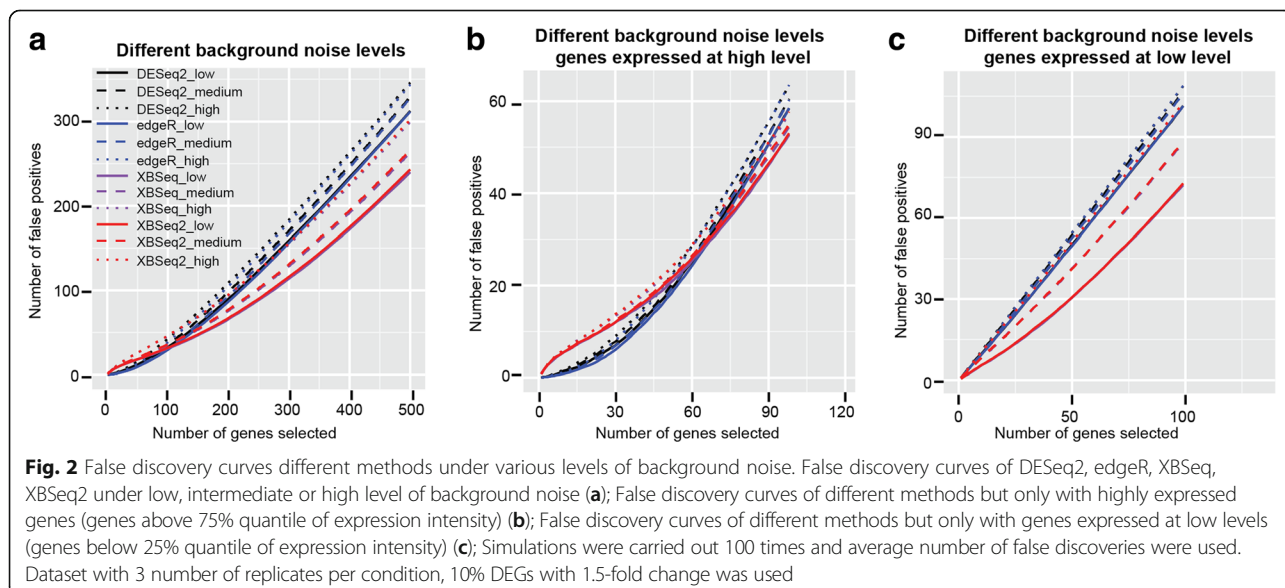 a
Different background noise levels
DESeq2_low
DESeq2_medium
DESeq2_high
edgeR_low
edgeR_medium
edgeR_high
XBSeq_low
XBSeq_medium
XBSeq_high
XBSeq2_low
XBSeq2_medium
XBSeq2_high
Number of false positives
300
200
100
0
0 100 200 300 400 500
Number of genes selected
b
Different background noise levels
genes expressed at high level
Number of false positives
60
40
20
0
0 30 60 90 120
Number of genes selected
c
Different background noise levels
genes expressed at low level
Number of false positives
90
60
30
0
0 50 100
Number of genes selected
Fig. 2 False discovery curves different methods under various levels of background noise. False discovery curves of DESeq2, edgeR, XBSeq,
XBSeq2 under low, intermediate or high level of background noise (a); False discovery curves of different methods but only with highly expressed
genes (genes above 75% quantile of expression intensity) (b); False discovery curves of different methods but only with genes expressed at low levels
(genes below 25% quantile of expression intensity) (c); Simulations were carried out 100 times and average number of false discoveries were used.
Dataset with 3 number of replicates per condition, 10% DEGs with 1.5-fold change was used